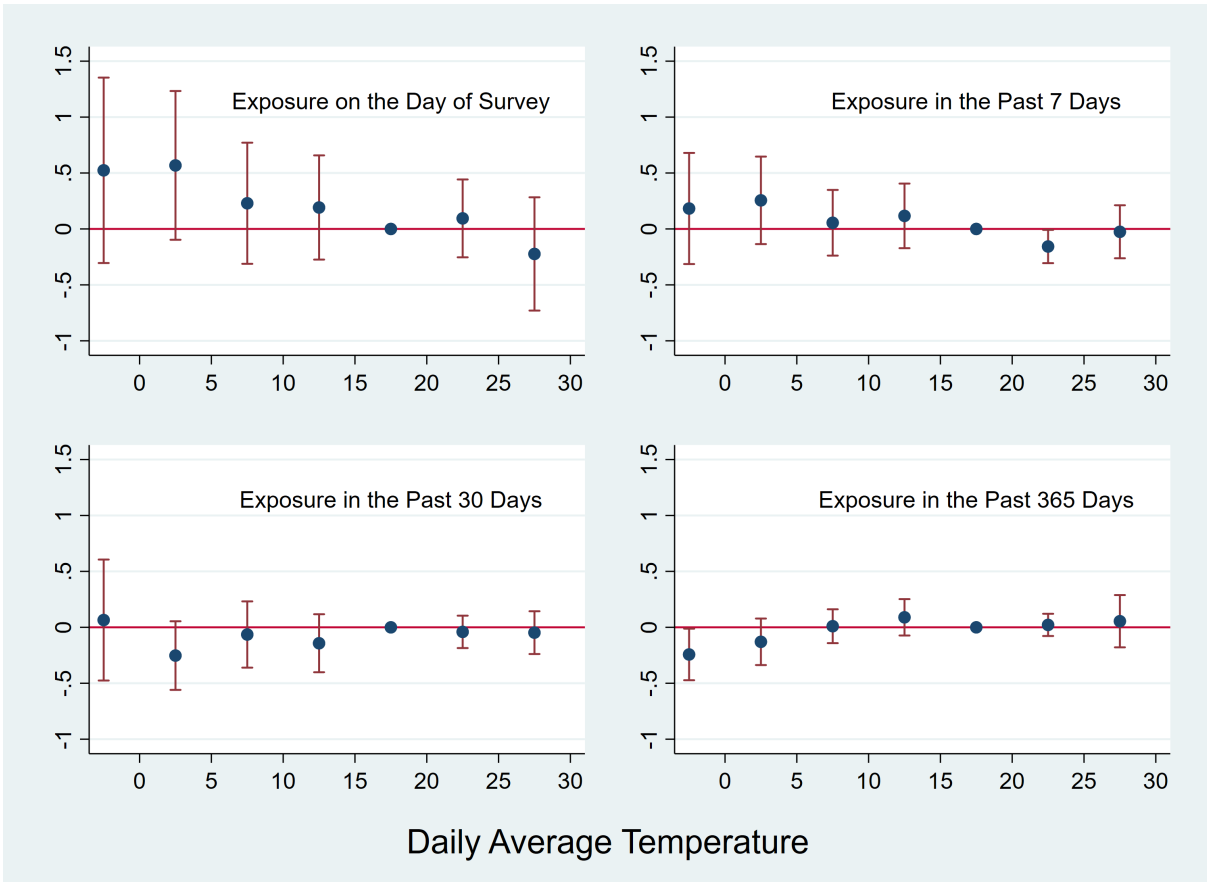 Exposure on the Day of Survey
1.5
1
.5
0
-.5
-1
0 5 10 15 20 25 30
Exposure in the Past 7 Days
1.5
1
.5
0
-.5
-1
0 5 10 15 20 25 30
Exposure in the Past 30 Days
1.5
1
.5
0
-.5
-1
0 5 10 15 20 25 30
Exposure in the Past 365 Days
1.5
1
.5
0
-.5
-1
0 5 10 15 20 25 30
Daily Average Temperature